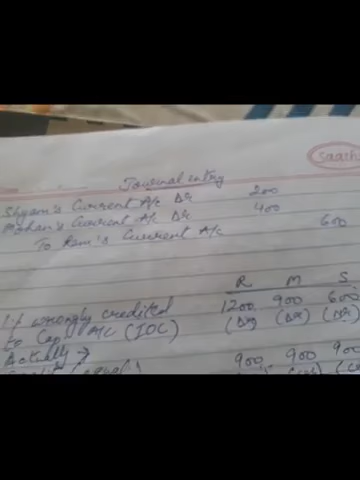 saath
Journal entry
Shyam's Current A/c Dr 200
Mohan's Current A/c Dr 400
To Ram's Current A/c 600
R M S
If wrongly credited 1200 900 600
to Cap A/C (IOC) (Dr) (Dr) (Dr)
Actually → 900 900 900